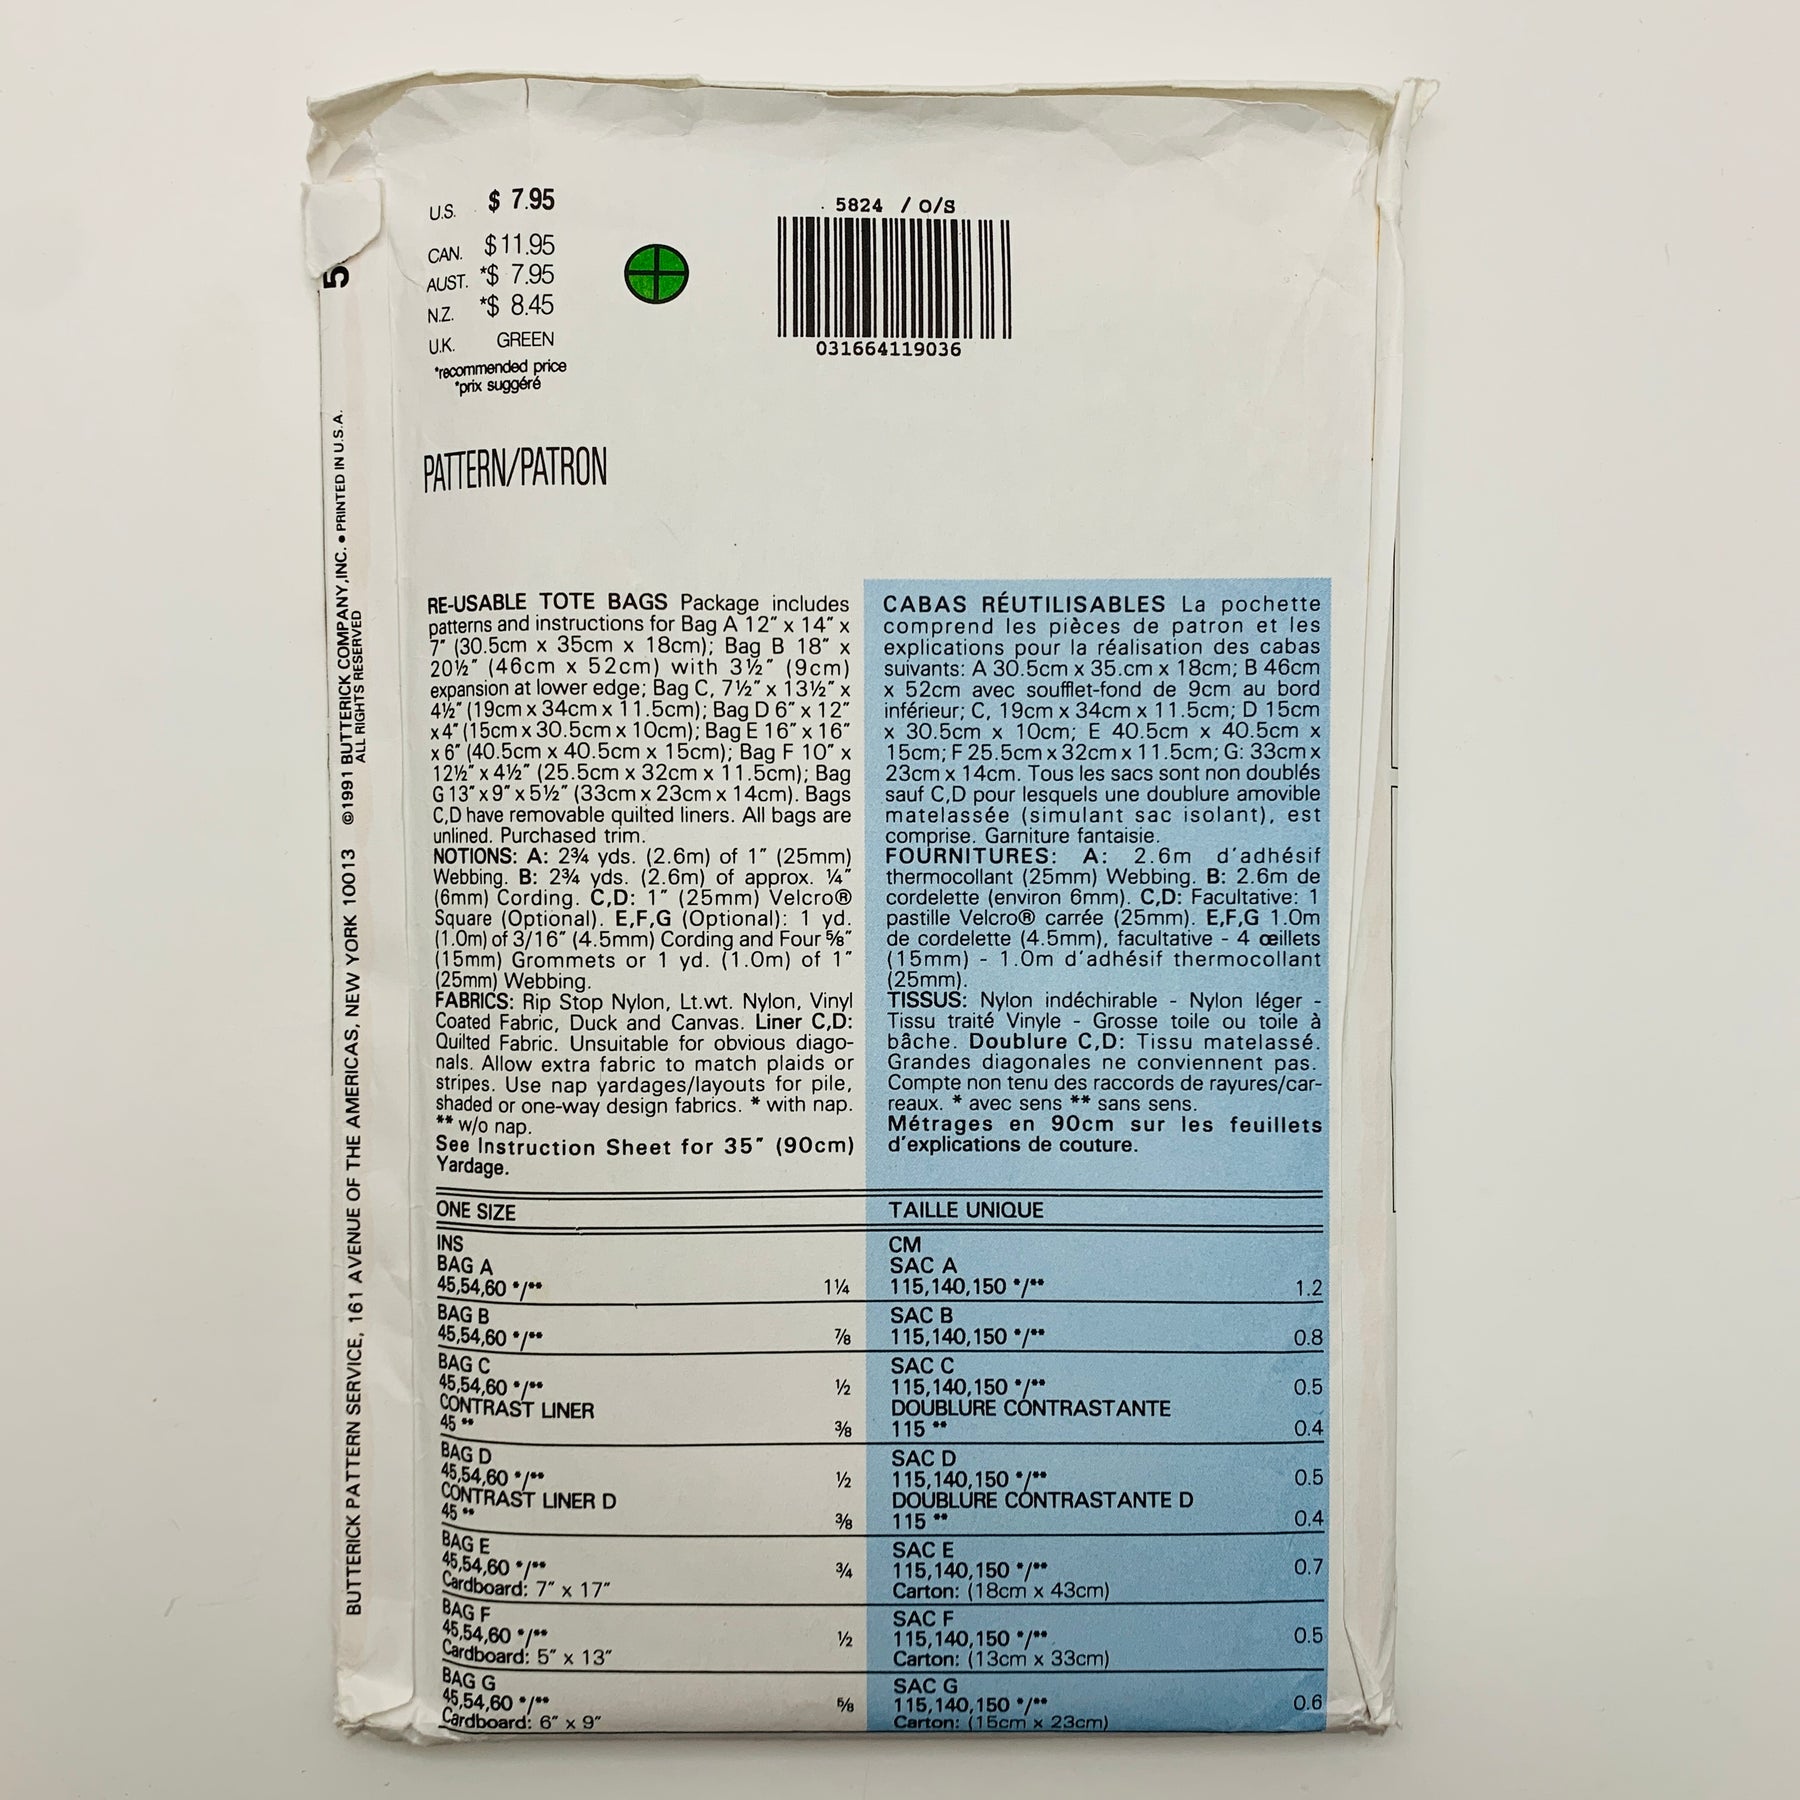 U.S. $ 7.95
CAN. $11.95
AUST. *$ 7.95
N.Z. *$ 8.45
U.K. GREEN
*recommended price
*prix suggéré
5824 / O/S
031664119036
PATTERN/PATRON
5
BUTTERICK PATTERN SERVICE, 161 AVENUE OF THE AMERICAS, NEW YORK 10013 ©1991 BUTTERICK COMPANY,INC. • PRINTED IN U.S.A.
ALL RIGHTS RESERVED
RE-USABLE TOTE BAGS Package includes
patterns and instructions for Bag A 12" x 14" x
7" (30.5cm x 35cm x 18cm); Bag B 18" x
20½" (46cm x 52cm) with 3½" (9cm)
expansion at lower edge; Bag C, 7½" x 13½" x
4½" (19cm x 34cm x 11.5cm); Bag D 6" x 12"
x 4" (15cm x 30.5cm x 10cm); Bag E 16" x 16"
x 6" (40.5cm x 40.5cm x 15cm); Bag F 10" x
12½" x 4½" (25.5cm x 32cm x 11.5cm); Bag
G 13" x 9" x 5½" (33cm x 23cm x 14cm). Bags
C,D have removable quilted liners. All bags are
unlined. Purchased trim.
NOTIONS: A: 2¾ yds. (2.6m) of 1" (25mm)
Webbing. B: 2¾ yds. (2.6m) of approx. ¼"
(6mm) Cording. C,D: 1" (25mm) Velcro®
Square (Optional). E,F,G (Optional): 1 yd.
(1.0m) of 3/16" (4.5mm) Cording and Four ⅝"
(15mm) Grommets or 1 yd. (1.0m) of 1"
(25mm) Webbing.
FABRICS: Rip Stop Nylon, Lt.wt. Nylon, Vinyl
Coated Fabric, Duck and Canvas. Liner C,D:
Quilted Fabric. Unsuitable for obvious diago-
nals. Allow extra fabric to match plaids or
stripes. Use nap yardages/layouts for pile,
shaded or one-way design fabrics. * with nap.
** w/o nap.
See Instruction Sheet for 35" (90cm)
Yardage.
CABAS RÉUTILISABLES La pochette
comprend les pièces de patron et les
explications pour la réalisation des cabas
suivants: A 30.5cm x 35.cm x 18cm; B 46cm
x 52cm avec soufflet-fond de 9cm au bord
inférieur; C, 19cm x 34cm x 11.5cm; D 15cm
x 30.5cm x 10cm; E 40.5cm x 40.5cm x
15cm; F 25.5cm x 32cm x 11.5cm; G: 33cm x
23cm x 14cm. Tous les sacs sont non doublés
sauf C,D pour lesquels une doublure amovible
matelassée (simulant sac isolant), est
comprise. Garniture fantaisie.
FOURNITURES: A: 2.6m d'adhésif
thermocollant (25mm) Webbing. B: 2.6m de
cordelette (environ 6mm). C,D: Facultative: 1
pastille Velcro® carrée (25mm). E,F,G 1.0m
de cordelette (4.5mm), facultative - 4 œillets
(15mm) - 1.0m d'adhésif thermocollant
(25mm).
TISSUS: Nylon indéchirable - Nylon léger -
Tissu traité Vinyle - Grosse toile ou toile à
bâche. Doublure C,D: Tissu matelassé.
Grandes diagonales ne conviennent pas.
Compte non tenu des raccords de rayures/car-
reaux. * avec sens ** sans sens.
Métrages en 90cm sur les feuillets
d'explications de couture.
ONE SIZE
INS
BAG A
45,54,60 */** 1¼
BAG B
45,54,60 */** ⅞
BAG C
45,54,60 */** ½
CONTRAST LINER
45 ** ⅜
BAG D
45,54,60 */** ½
CONTRAST LINER D
45 ** ⅜
BAG E
45,54,60 */** ¾
Cardboard: 7" x 17"
BAG F
45,54,60 */** ½
Cardboard: 5" x 13"
BAG G
45,54,60 */** ⅝
Cardboard: 6" x 9"
TAILLE UNIQUE
CM
SAC A
115,140,150 */** 1.2
SAC B
115,140,150 */** 0.8
SAC C
115,140,150 */** 0.5
DOUBLURE CONTRASTANTE
115 ** 0.4
SAC D
115,140,150 */** 0.5
DOUBLURE CONTRASTANTE D
115 ** 0.4
SAC E
115,140,150 */** 0.7
Carton: (18cm x 43cm)
SAC F
115,140,150 */** 0.5
Carton: (13cm x 33cm)
SAC G
115,140,150 */** 0.6
Carton: (15cm x 23cm)